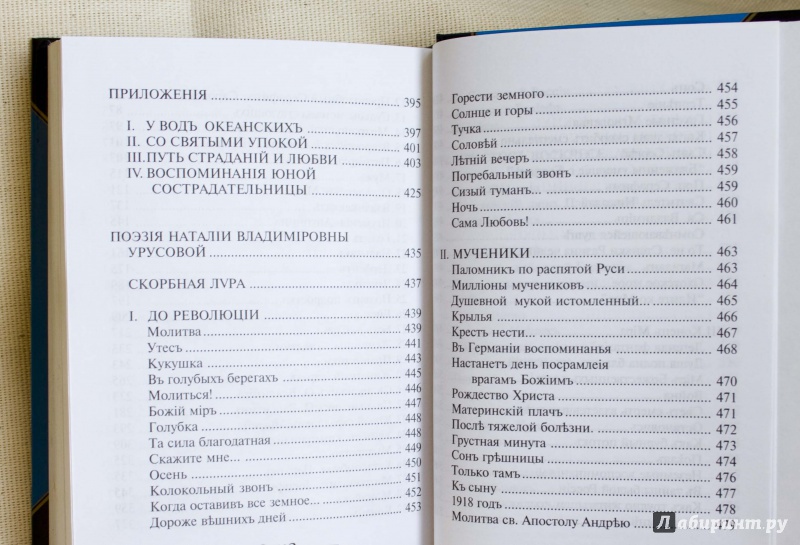 ПРИЛОЖЕНІЯ 395
I. У ВОДЪ ОКЕАНСКИХЪ 397
II. СО СВЯТЫМИ УПОКОЙ 401
III. ПУТЬ СТРАДАНІЙ И ЛЮБВИ 403
IV. ВОСПОМИНАНІЯ ЮНОЙ
СОСТРАДАТЕЛЬНИЦЫ 425
ПОЭЗІЯ НАТАЛІИ ВЛАДИМІРОВНЫ
УРУСОВОЙ 435
СКОРБНАЯ ЛѴРА 437
I. ДО РЕВОЛЮЦІИ 439
Молитва 439
Утесъ 441
Кукушка 443
Въ голубыхъ берегахъ 445
Молиться! 446
Божій міръ 447
Голубка 448
Та сила благодатная 448
Скажите мне... 449
Осень 450
Колокольный звонъ 451
Когда оставивъ все земное... 452
Дороже вѣшнихъ дней 453
Горести земного 454
Солнце и горы 455
Тучка 456
Соловѣй 457
Лѣтній вечеръ 458
Погребальный звонъ 459
Сизый туманъ... 459
Ночь 460
Сама Любовь! 461
II. МУЧЕНИКИ 463
Паломникъ по распятой Руси 463
Милліоны мучениковъ 464
Душевной мукой истомленный 465
Крылья 466
Крестъ нести... 467
Въ Германіи воспоминанья 468
Настанетъ день посрамлеія
врагамъ Божіимъ 470
Рождество Христа 471
Материнскій плачъ 471
Послѣ тяжелой болѣзни. 472
Грустная минута 473
Сонъ грѣшницы 474
Только тамъ 476
Къ сыну 477
1918 годъ 478
Молитва св. Апостолу Андрѣю
Лабиринт.ру